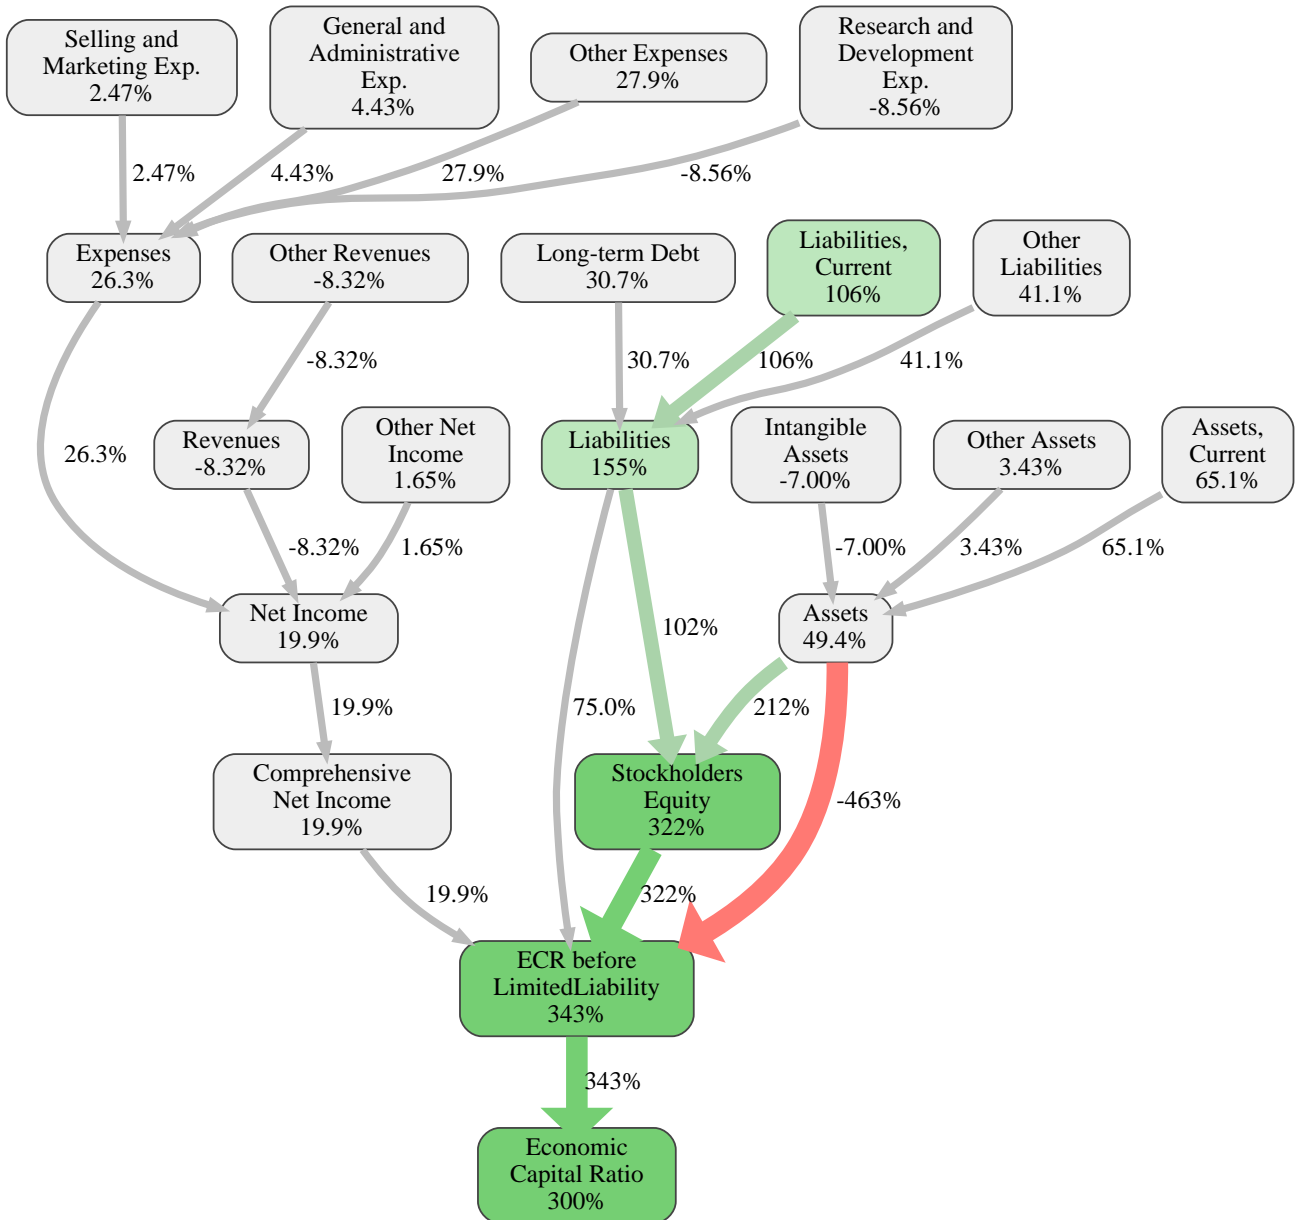 Selling and
Marketing Exp.
2.47%
General and
Administrative
Exp.
4.43%
Other Expenses
27.9%
Research and
Development
Exp.
-8.56%
2.47%
4.43%
27.9%
-8.56%
Expenses
26.3%
Other Revenues
-8.32%
Long-term Debt
30.7%
Liabilities,
Current
106%
Other
Liabilities
41.1%
-8.32%
30.7%
106%
41.1%
26.3%
Revenues
-8.32%
Other Net
Income
1.65%
Liabilities
155%
Intangible
Assets
-7.00%
Other Assets
3.43%
Assets,
Current
65.1%
-8.32%
1.65%
-7.00%
3.43%
65.1%
Net Income
19.9%
102%
Assets
49.4%
19.9%
75.0%
212%
Comprehensive
Net Income
19.9%
Stockholders
Equity
322%
-463%
19.9%
322%
ECR before
LimitedLiability
343%
343%
Economic
Capital Ratio
300%